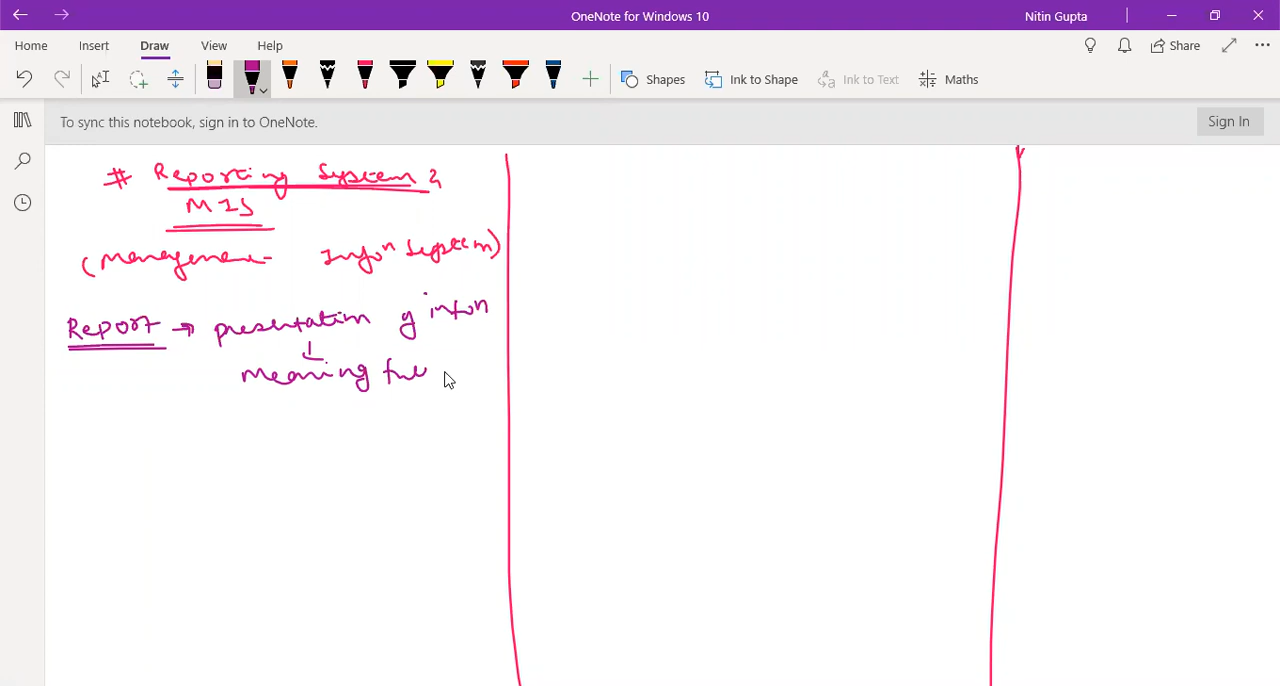 OneNote for Windows 10
Nitin Gupta
Home Insert Draw View Help
Share
Shapes Ink to Shape Ink to Text Maths
To sync this notebook, sign in to OneNote.
Sign In
# Reporting System &
MIS
(Management Infon System)
Report → presentation of infon
meaningful